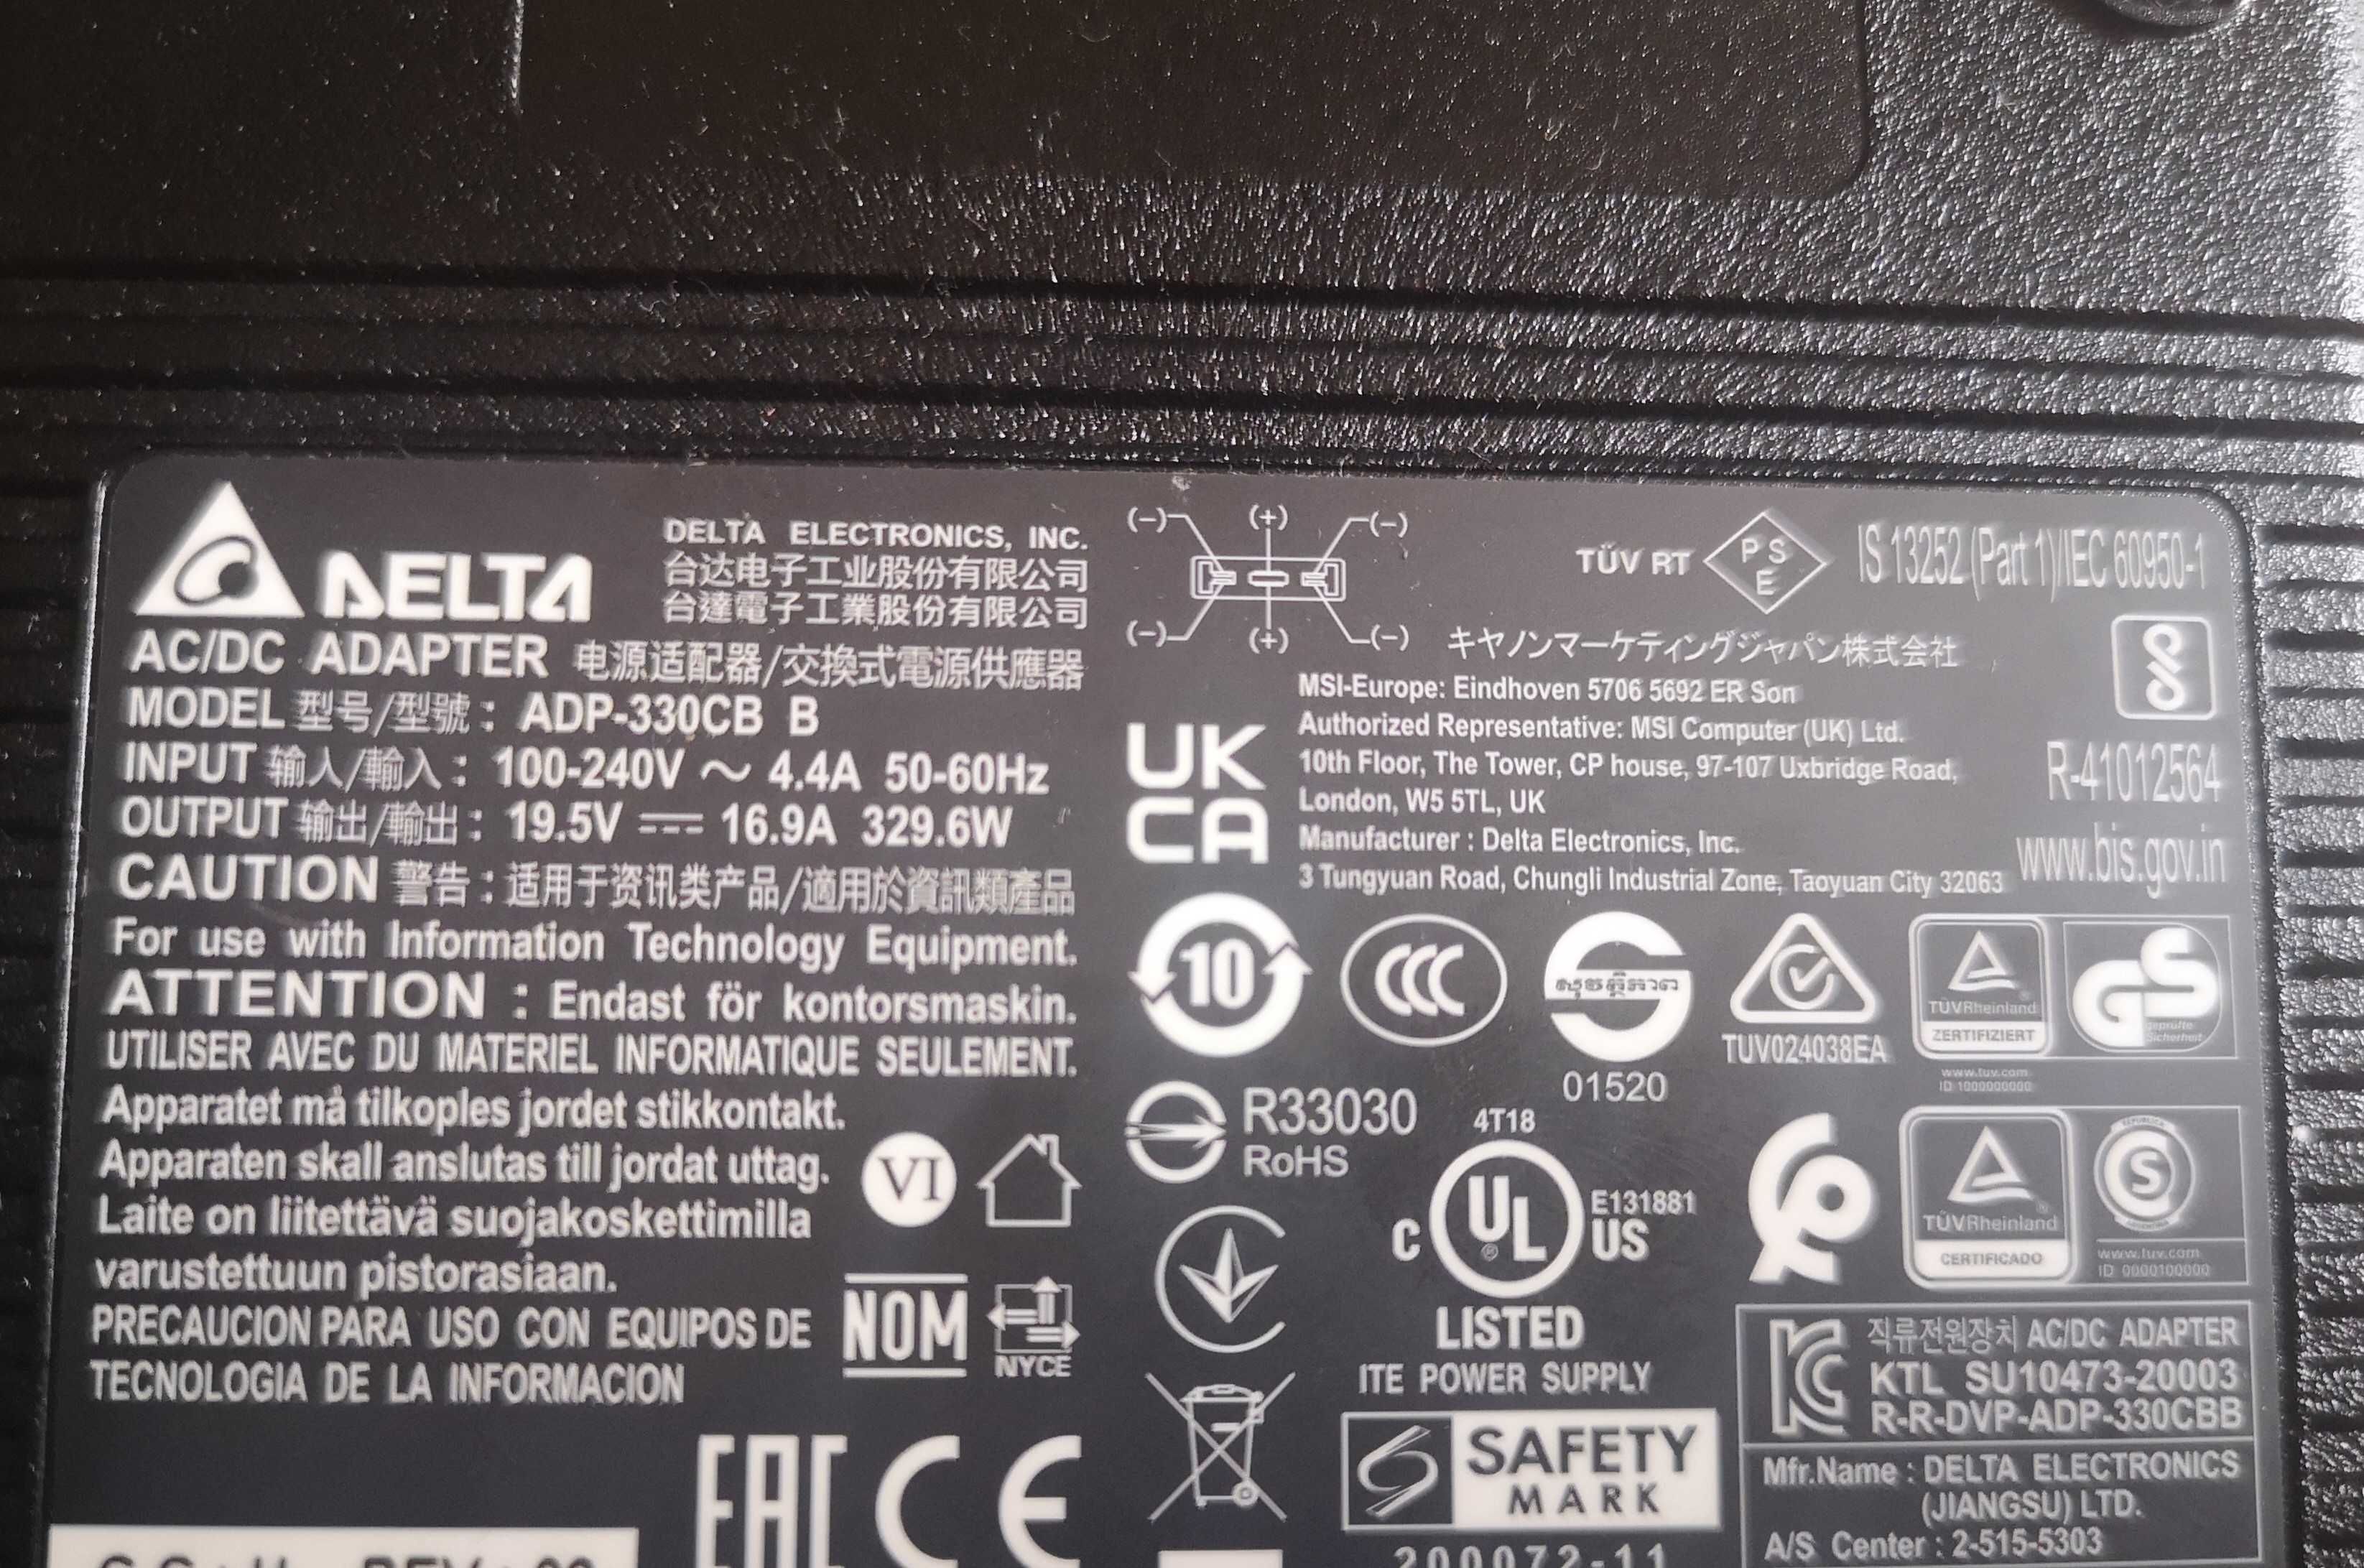 DELTA
DELTA ELECTRONICS, INC.
台达电子工业股份有限公司
台達電子工業股份有限公司
AC/DC ADAPTER 电源适配器/交換式電源供應器
MODEL 型号/型號: ADP-330CB B
INPUT 输入/輸入: 100-240V ～ 4.4A 50-60Hz
OUTPUT 输出/輸出: 19.5V ⎓ 16.9A 329.6W
CAUTION 警告:适用于资讯类产品/適用於資訊類產品
For use with Information Technology Equipment.
ATTENTION : Endast för kontorsmaskin.
UTILISER AVEC DU MATERIEL INFORMATIQUE SEULEMENT.
Apparatet må tilkoples jordet stikkontakt.
Apparaten skall anslutas till jordat uttag.
Laite on liitettävä suojakoskettimilla
varustettuun pistorasiaan.
PRECAUCION PARA USO CON EQUIPOS DE
TECNOLOGIA DE LA INFORMACION
VI
NOM
NYCE
EAC CE
(-) (+) (-)
(-) (+) (-)
TÜV RT
P S
E
IS 13252 (Part 1)/IEC 60950-1
キヤノンマーケティングジャパン株式会社
MSI-Europe: Eindhoven 5706 5692 ER Son
Authorized Representative: MSI Computer (UK) Ltd.
10th Floor, The Tower, CP house, 97-107 Uxbridge Road,
London, W5 5TL, UK
Manufacturer : Delta Electronics, Inc.
3 Tungyuan Road, Chungli Industrial Zone, Taoyuan City 32063
UK
CA
R-41012564
www.bis.gov.in
10
CCC
01520
TUV024038EA
TÜVRheinland
ZERTIFIZIERT
www.tuv.com
ID 1000000000
GS
geprüfte
Sicherheit
R33030
RoHS
4T18
C UL US
®
E131881
LISTED
ITE POWER SUPPLY
SAFETY
MARK
200072-11
TÜVRheinland
CERTIFICADO
S
www.tuv.com
ID 0000100000
직류전원장치 AC/DC ADAPTER
KTL SU10473-20003
R-R-DVP-ADP-330CBB
Mfr.Name : DELTA ELECTRONICS
(JIANGSU) LTD.
A/S Center : 2-515-5303